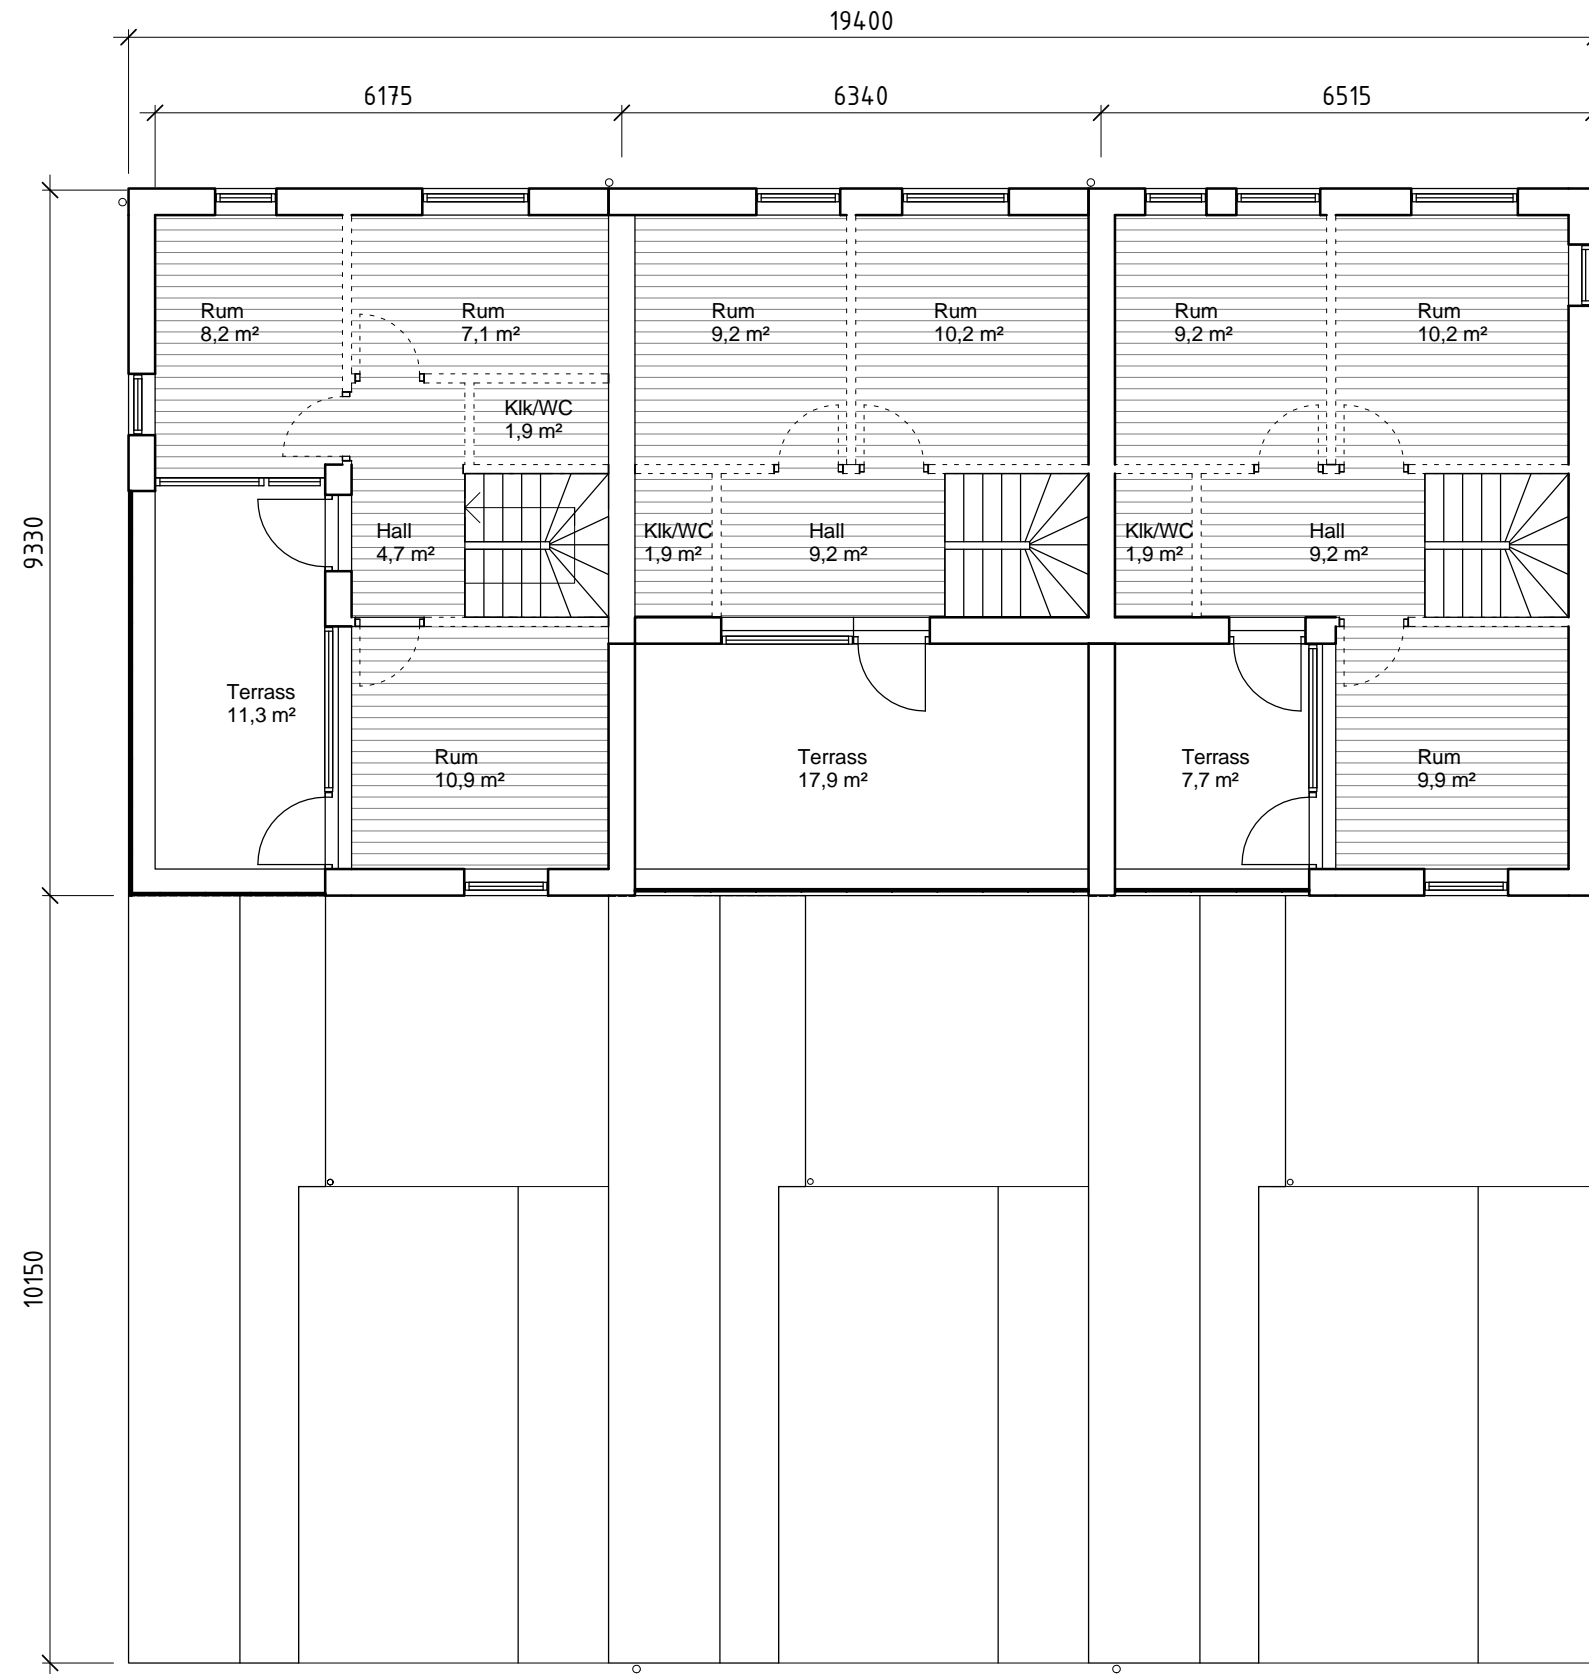 19400
6175
6340
6515
Rum
8,2 m²
Rum
7,1 m²
Rum
9,2 m²
Rum
10,2 m²
Rum
9,2 m²
Rum
10,2 m²
Klk/WC
1,9 m²
Hall
4,7 m²
Klk/WC
1,9 m²
Hall
9,2 m²
Klk/WC
1,9 m²
Hall
9,2 m²
9330
Terrass
11,3 m²
Rum
10,9 m²
Terrass
17,9 m²
Terrass
7,7 m²
Rum
9,9 m²
10150